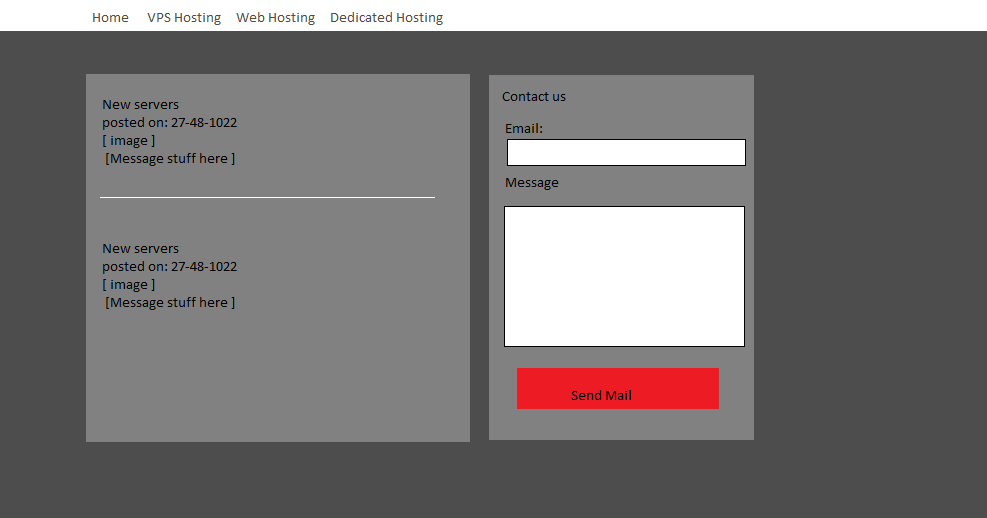 Home VPS Hosting Web Hosting Dedicated Hosting
New servers
posted on: 27-48-1022
[ image ]
[Message stuff here ]
New servers
posted on: 27-48-1022
[ image ]
[Message stuff here ]
Contact us
Email:
Message
Send Mail